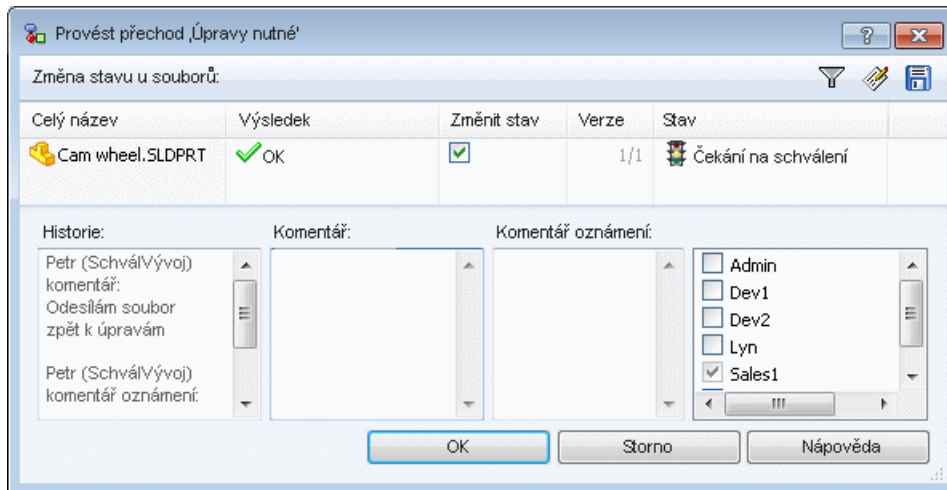 Provést přechod ‚Úpravy nutné'
Změna stavu u souborů:
Celý název Výsledek Změnit stav Verze Stav
Cam wheel.SLDPRT OK 1/1 Čekání na schválení
Historie: Komentář: Komentář oznámení:
Petr (SchválVývoj)
komentář:
Odesílám soubor
zpět k úpravám
Petr (SchválVývoj)
komentář oznámení:
Admin
Dev1
Dev2
Lyn
Sales1
OK Storno Nápověda